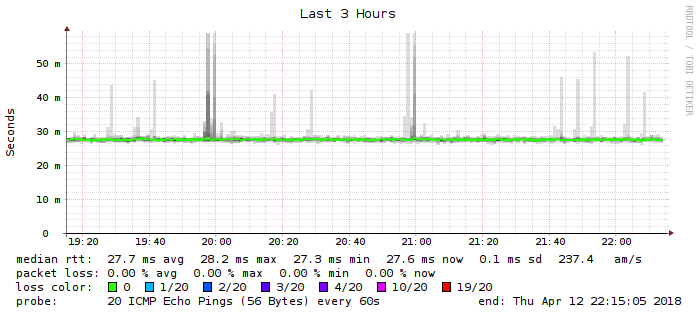 Last 3 Hours
RRDTOOL / TOBI OETIKER
Seconds
50 m
40 m
30 m
20 m
10 m
0
19:20 19:40 20:00 20:20 20:40 21:00 21:20 21:40 22:00
median rtt: 27.7 ms avg 28.2 ms max 27.3 ms min 27.6 ms now 0.1 ms sd 237.4 am/s
packet loss: 0.00 % avg 0.00 % max 0.00 % min 0.00 % now
loss color: 0 1/20 2/20 3/20 4/20 10/20 19/20
probe: 20 ICMP Echo Pings (56 Bytes) every 60s end: Thu Apr 12 22:15:05 2018